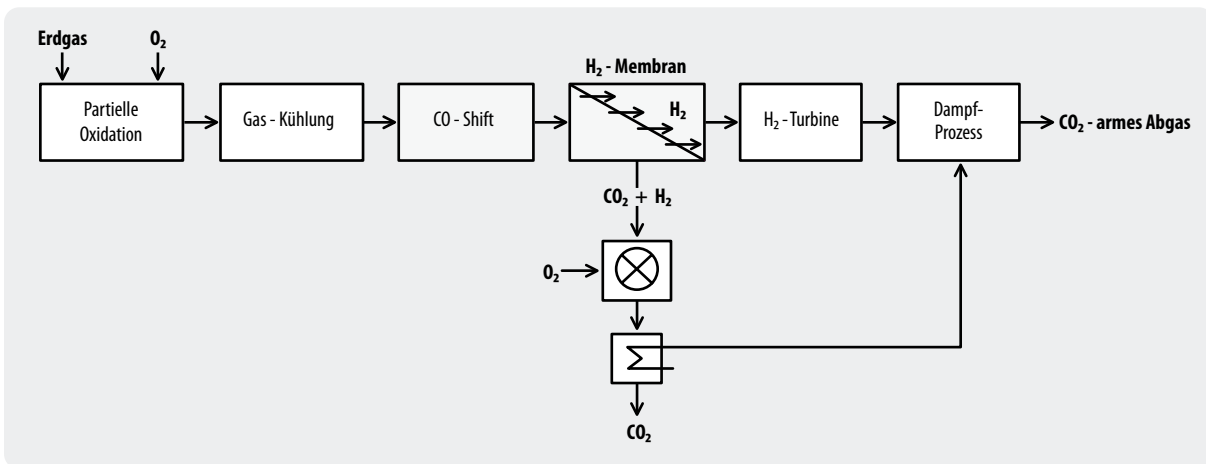 Erdgas
O₂
H₂ - Membran
Partielle
Oxidation
Gas - Kühlung
CO - Shift
H₂
H₂ - Turbine
Dampf-
Prozess
CO₂ - armes Abgas
CO₂ + H₂
O₂
CO₂